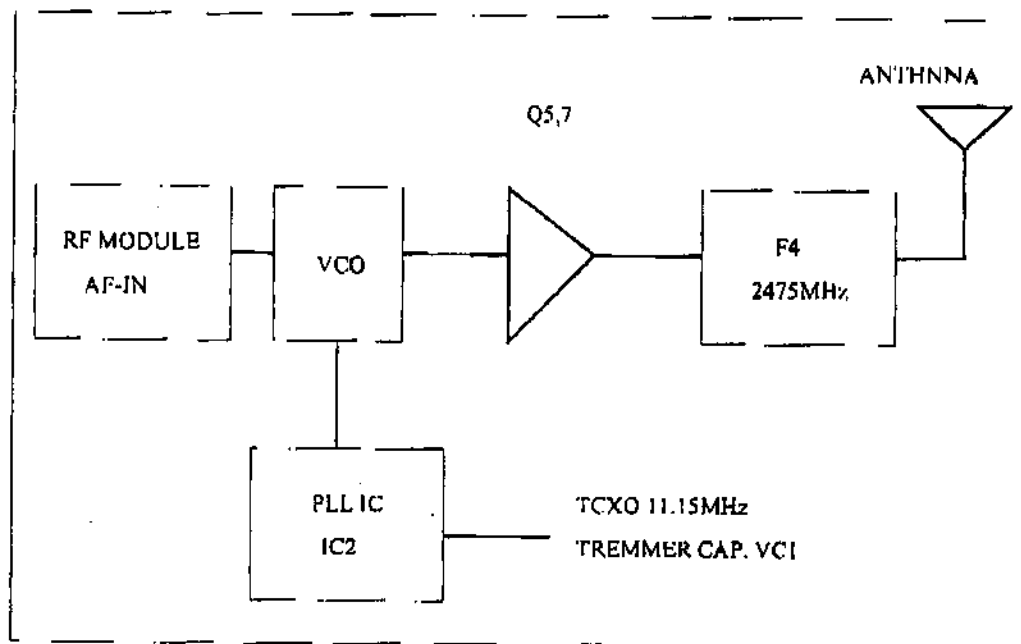 ANTHNNA
Q5,7
RF MODULE
AF-IN
VCO
F4
2475MHz
PLL IC
IC2
TCXO 11.15MHz
TREMMER CAP. VC1